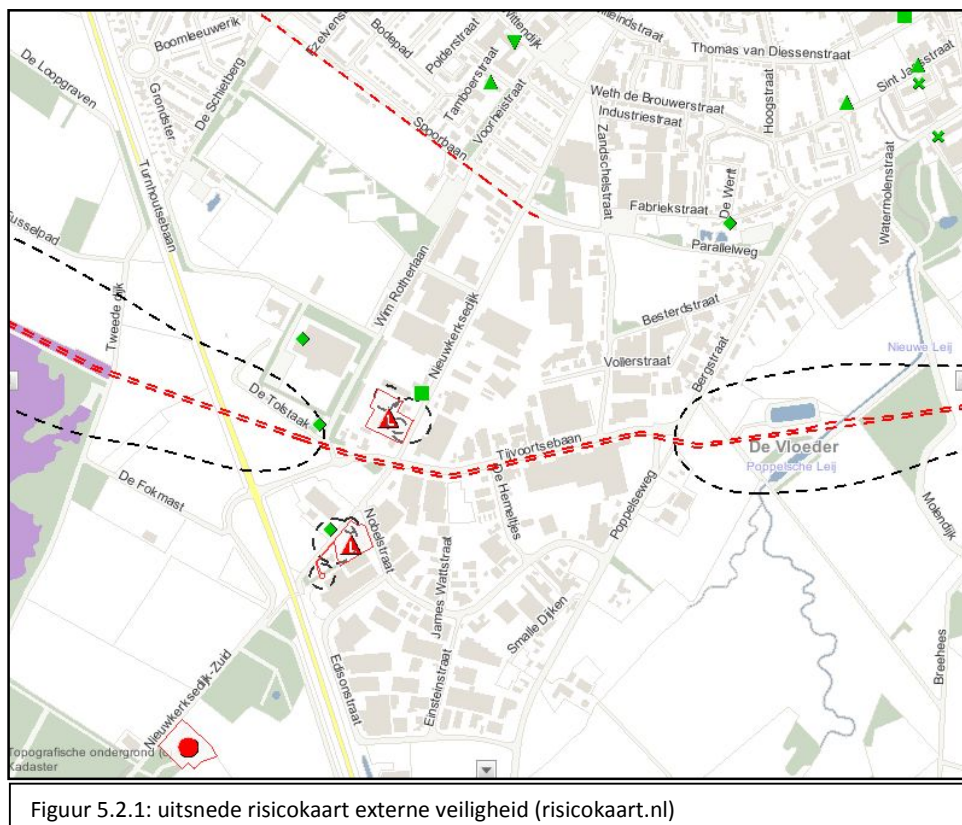 Boomleeuwerik
De Loopgraven
Grondster
De Schietberg
Bodepad
Polderstraat
Tamboerstraat
Wittendijk
Voorheistraat
Spoorbaan
Thomas van Diessenstraat
Sint Jansstraat
Weth de Brouwerstraat
Industriestraat
Hoogstraat
Zandschelstraat
De Werft
Fabriekstraat
Parallelweg
Watermolenstraat
Turnhoutsebaan
Tweede dijk
Wim Rotherlaan
Nieuwkerksedijk
Besterdstraat
Vollerstraat
Bergstraat
Nieuwe Leij
De Tolstaak
Tijvoortsebaan
De Vloeder
Poppelsche Leij
De Fokmast
De Hemeltjes
Poppelseweg
Molendijk
Nobelstraat
James Wattstraat
Smalle Dijken
Edisonstraat
Einsteinstraat
Breehees
Nieuwkerksedijk-Zuid
Topografische ondergrond (c)
Kadaster
Figuur 5.2.1: uitsnede risicokaart externe veiligheid (risicokaart.nl)